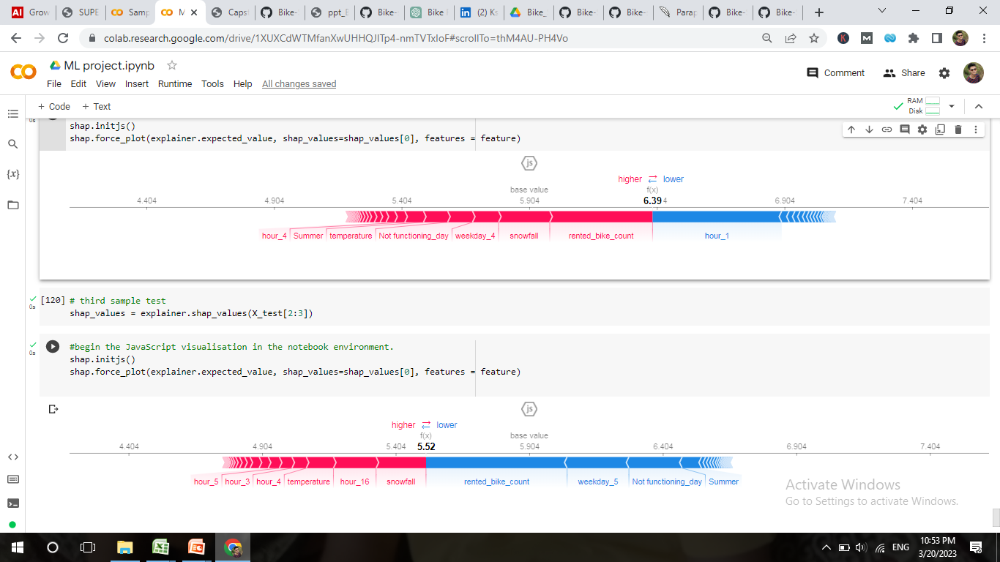 Grow
SUPE
Samp
M
Caps
Bike-
ppt_E
Bike-
Bike
(2) Ks
Bike_
Bike-
Bike-
Parap
Bike-
Bike-
colab.research.google.com/drive/1XUXCdWTMfanXwUHHQJITp4-nmTVTxIoF#scrollTo=thM4AU-PH4Vo
ML project.ipynb
File Edit View Insert Runtime Tools Help All changes saved
Comment Share
+ Code + Text
RAM
Disk
0s
shap.initjs()
shap.force_plot(explainer.expected_value, shap_values=shap_values[0], features = feature)
js
higher ⇄ lower
base value f(x)
4.404 4.904 5.404 5.904 6.39 4 6.904 7.404
hour_4 Summer temperature Not functioning_day weekday_4 snowfall rented_bike_count hour_1
[120] # third sample test
0s
shap_values = explainer.shap_values(X_test[2:3])
#begin the JavaScript visualisation in the notebook environment.
0s
shap.initjs()
shap.force_plot(explainer.expected_value, shap_values=shap_values[0], features = feature)
js
higher ⇄ lower
f(x) base value
4.404 4.904 5.404 5.52 5.904 6.404 6.904 7.404
hour_5 hour_3 hour_4 temperature hour_16 snowfall rented_bike_count weekday_5 Not functioning_day Summer
Activate Windows
Go to Settings to activate Windows.
ENG
10:53 PM
3/20/2023